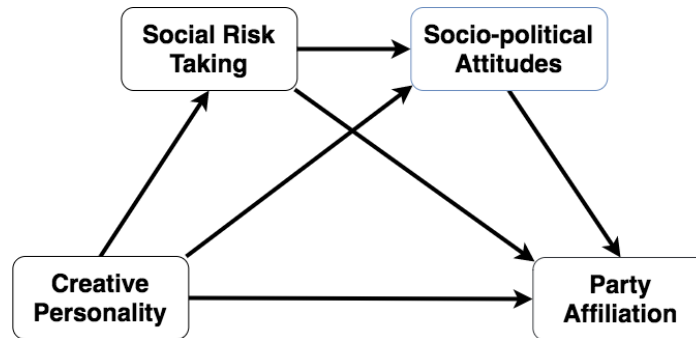 Social Risk
Taking
Socio-political
Attitudes
Creative
Personality
Party
Affiliation